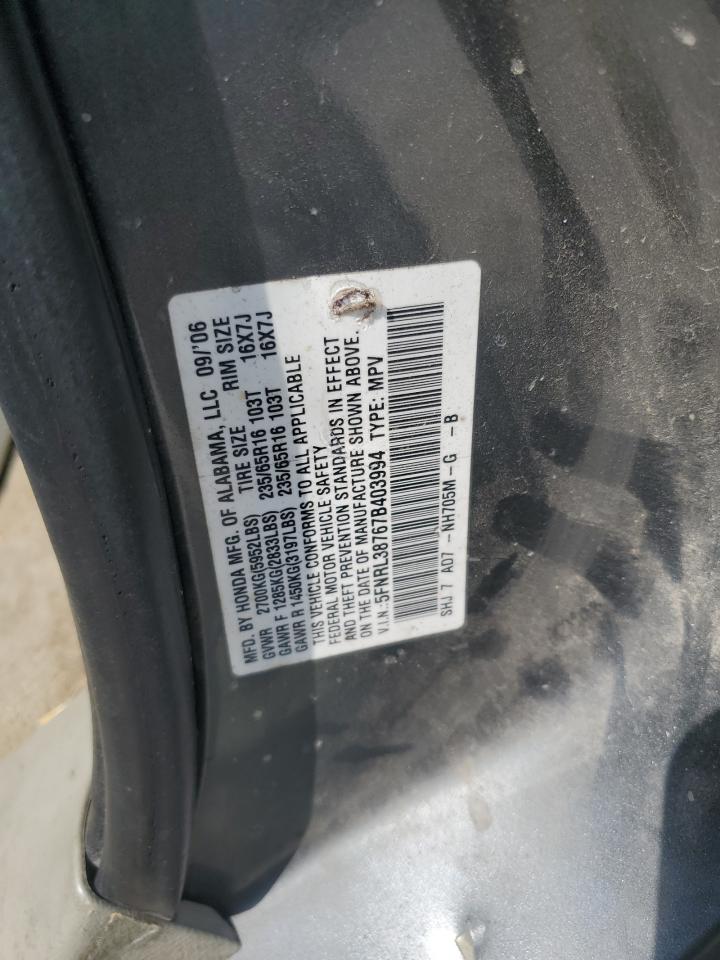 MFD. BY HONDA MFG. OF ALABAMA, LLC 09/'06
GVWR 2700KG(5952LBS) TIRE SIZE RIM SIZE
GAWR F 1285KG(2833LBS) 235/65R16 103T 16X7J
GAWR R 1450KG(3197LBS) 235/65R16 103T 16X7J
THIS VEHICLE CONFORMS TO ALL APPLICABLE
FEDERAL MOTOR VEHICLE SAFETY
AND THEFT PREVENTION STANDARDS IN EFFECT
ON THE DATE OF MANUFACTURE SHOWN ABOVE.
V.I.N.:5FNRL38767B403994 TYPE: MPV
SHJ 7 A07 -NH705M-G -B